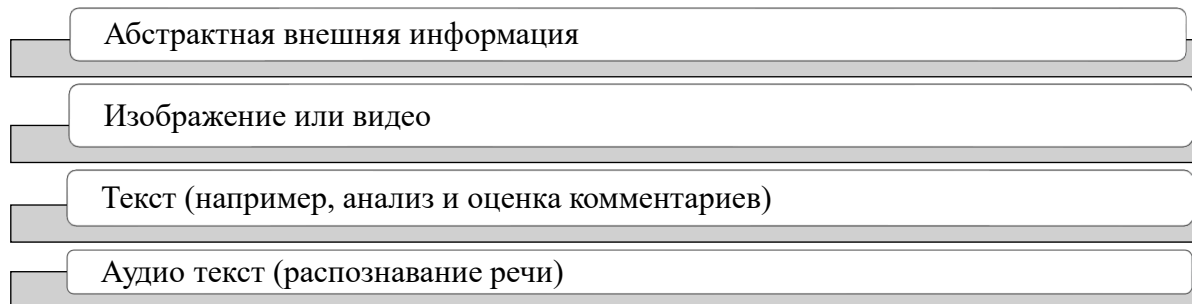 Абстрактная внешняя информация
Изображение или видео
Текст (например, анализ и оценка комментариев)
Аудио текст (распознавание речи)